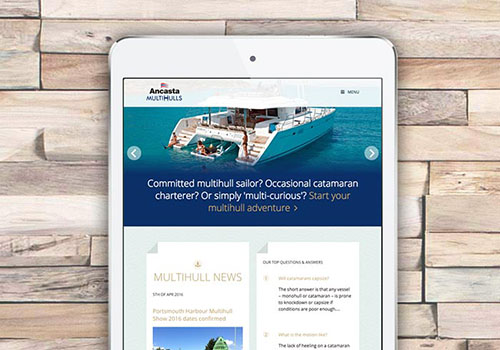 Ancasta
MULTIHULLS
≡ MENU
Committed multihull sailor? Occasional catamaran
charterer? Or simply 'multi-curious'? Start your
multihull adventure >
MULTIHULL NEWS
5TH OF APR 2016
Portsmouth Harbour Multihull
Show 2016 dates confirmed
OUR TOP QUESTIONS & ANSWERS
Will catamarans capsize?
The short answer is that any vessel
– monohull or catamaran – is prone
to knockdown or capsize if
conditions are poor enough....
What is the motion like?
The lack of heeling on a catamaran